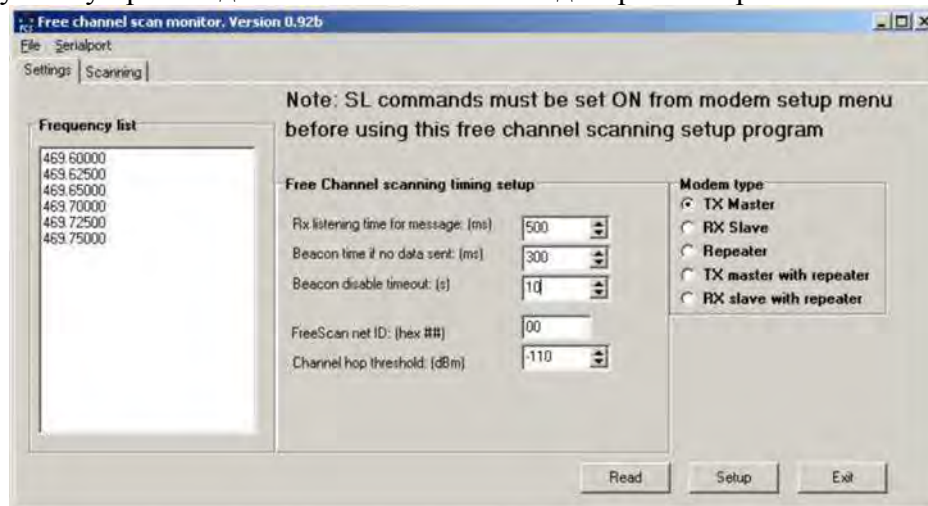 Free channel scan monitor. Version 0.92b
File Serialport
Settings Scanning
Note: SL commands must be set ON from modem setup menu
before using this free channel scanning setup program
Frequency list
469.60000
469.62500
469.65000
469.70000
469.72500
469.75000
Free Channel scanning timing setup
Rx listening time for message: (ms) 500
Beacon time if no data sent: (ms) 300
Beacon disable timeout: (s) 10
FreeScan net ID: (hex ##) 00
Channel hop threshold: (dBm) -110
Modem type
TX Master
RX Slave
Repeater
TX master with repeater
RX slave with repeater
Read Setup Exit